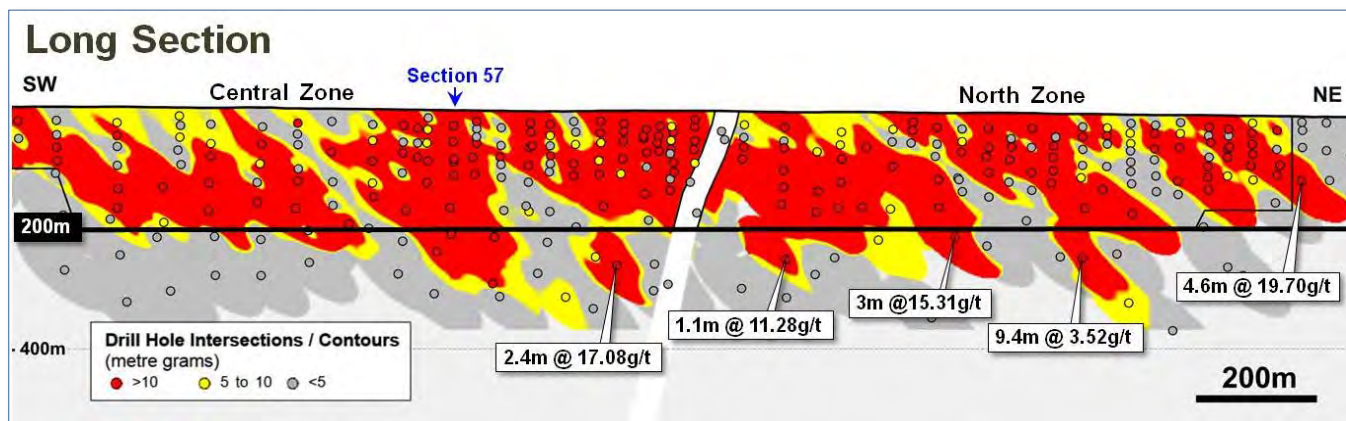 Long Section
SW
Central Zone
Section 57
North Zone
NE
200m
400m
2.4m @ 17.08g/t
1.1m @ 11.28g/t
3m @15.31g/t
9.4m @ 3.52g/t
4.6m @ 19.70g/t
Drill Hole Intersections / Contours
(metre grams)
>10 5 to 10 <5
200m